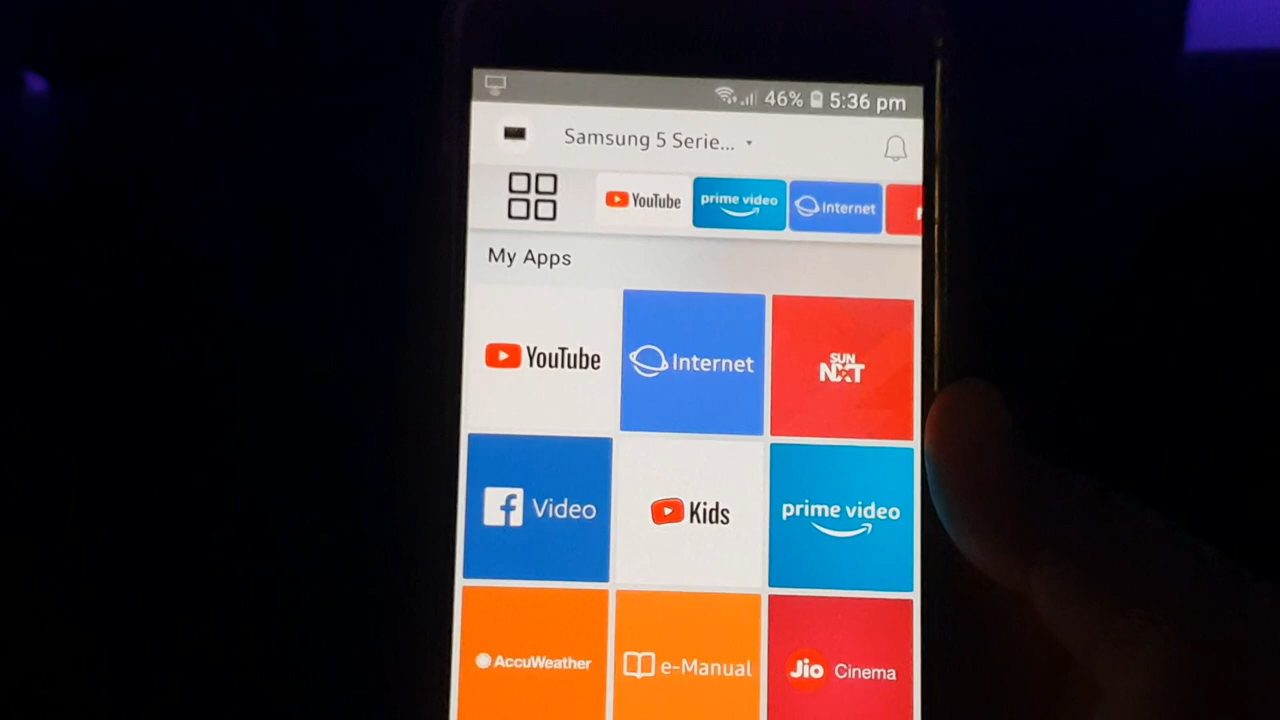 46% 5:36 pm
Samsung 5 Serie...
YouTube prime video Internet
My Apps
YouTube Internet SUN NXT
f Video Kids prime video
AccuWeather e-Manual Jio Cinema